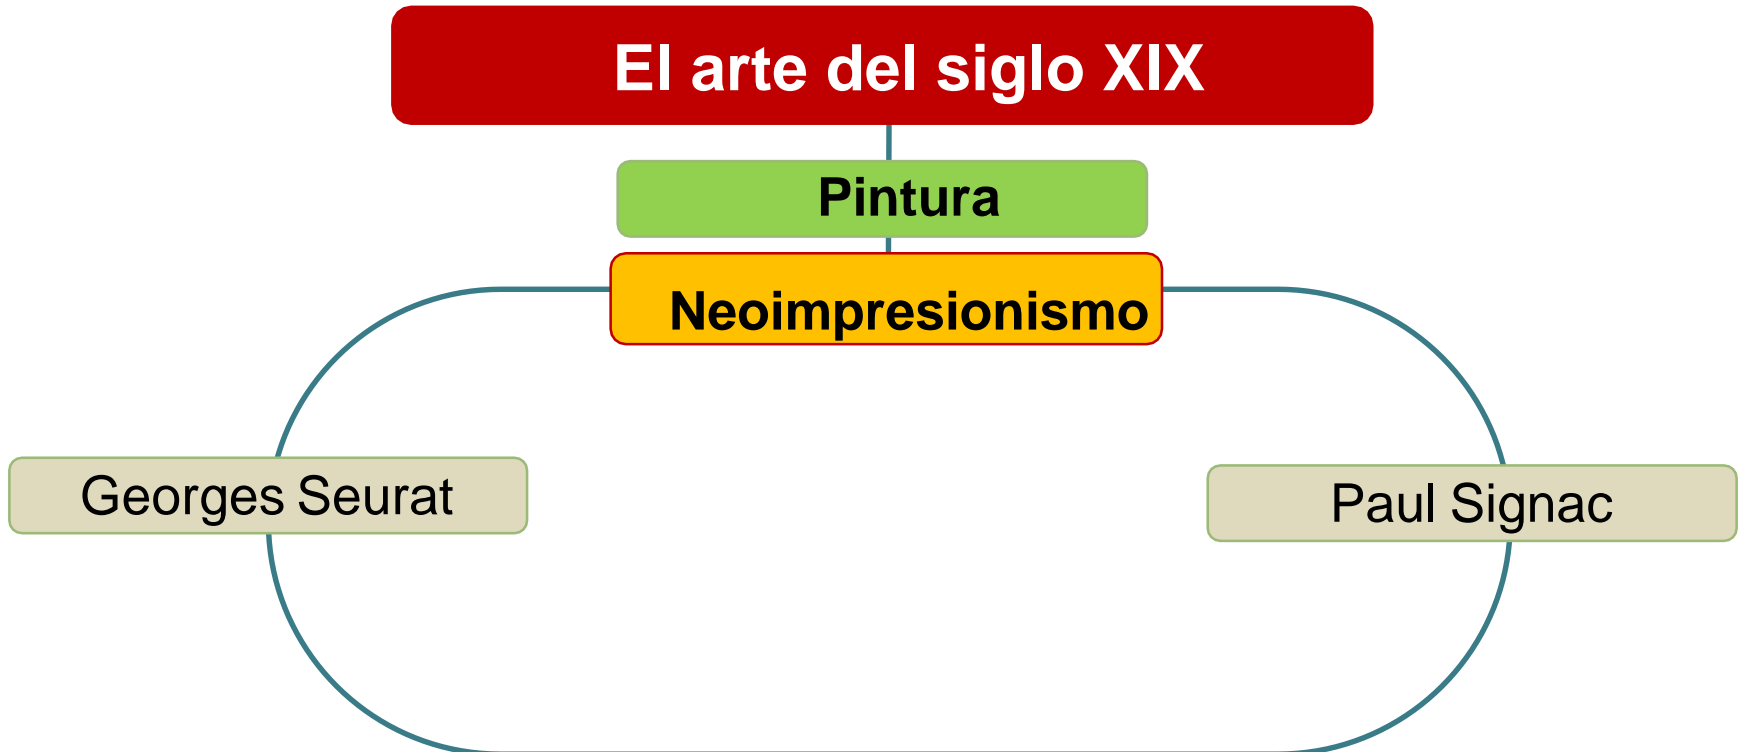 El arte del siglo XIX
Pintura
Neoimpresionismo
Georges Seurat
Paul Signac